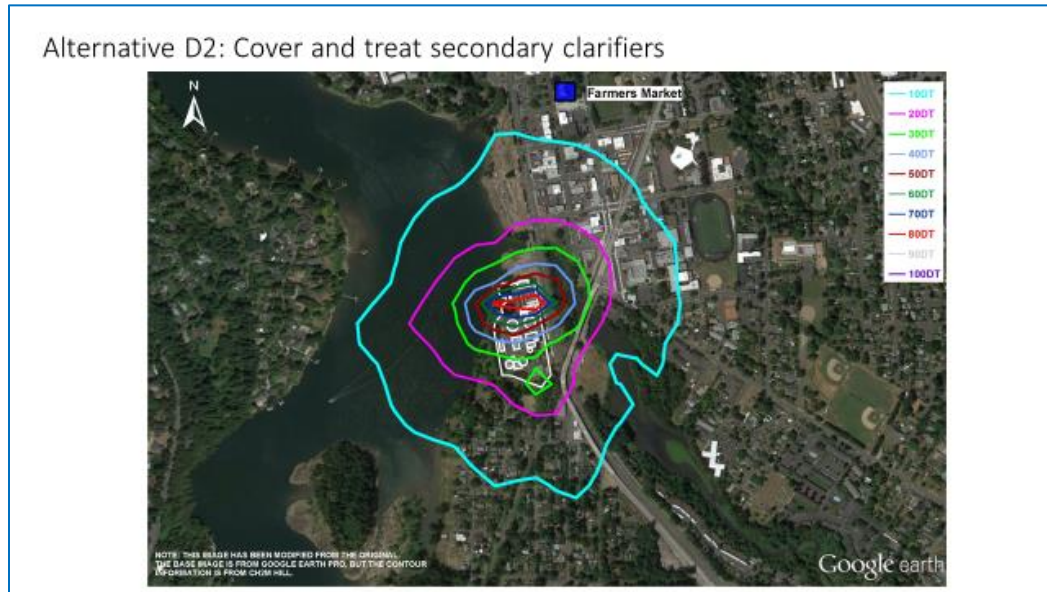 Alternative D2: Cover and treat secondary clarifiers
N
Farmers Market
10DT
20DT
30DT
40DT
50DT
60DT
70DT
80DT
90DT
100DT
NOTE: THIS IMAGE HAS BEEN MODIFIED FROM THE ORIGINAL.
THE BASE IMAGE IS FROM GOOGLE EARTH PRO, BUT THE CONTOUR
INFORMATION IS FROM CH2M HILL.
Google earth